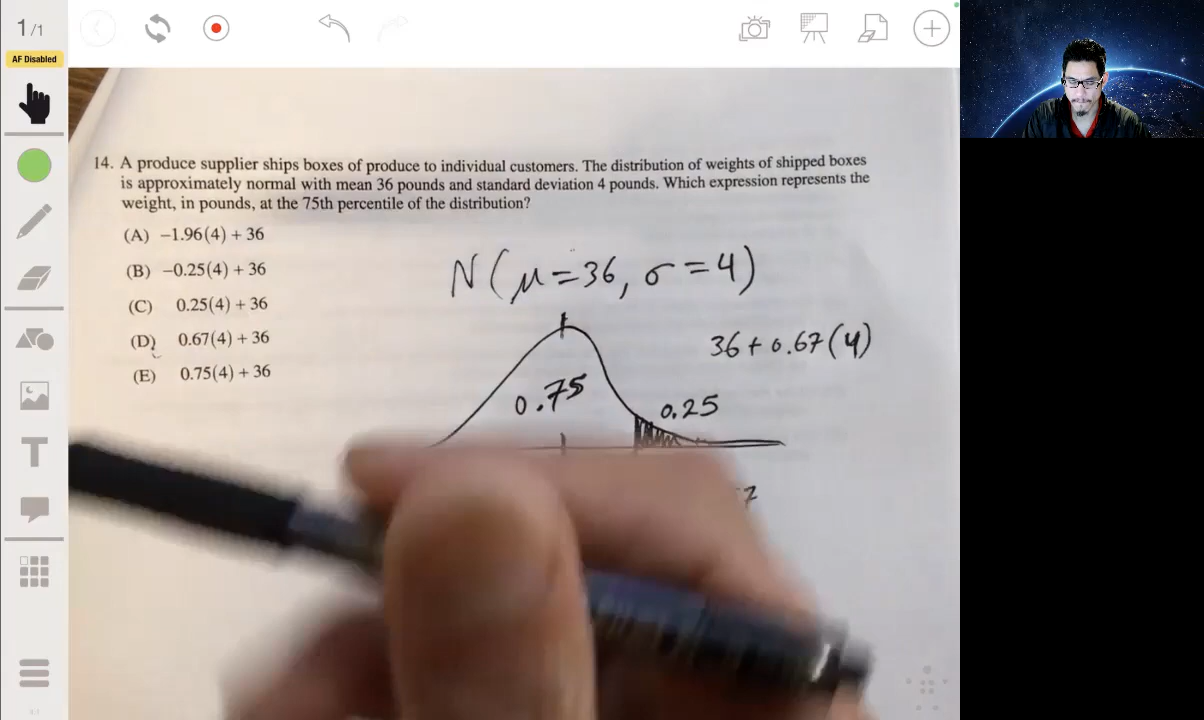 1/1
AF Disabled
14. A produce supplier ships boxes of produce to individual customers. The distribution of weights of shipped boxes
is approximately normal with mean 36 pounds and standard deviation 4 pounds. Which expression represents the
weight, in pounds, at the 75th percentile of the distribution?
(A) −1.96(4) + 36
(B) −0.25(4) + 36
(C) 0.25(4) + 36
(D) 0.67(4) + 36
(E) 0.75(4) + 36
N(μ=36, σ=4)
36+0.67(4)
0.75
0.25
T